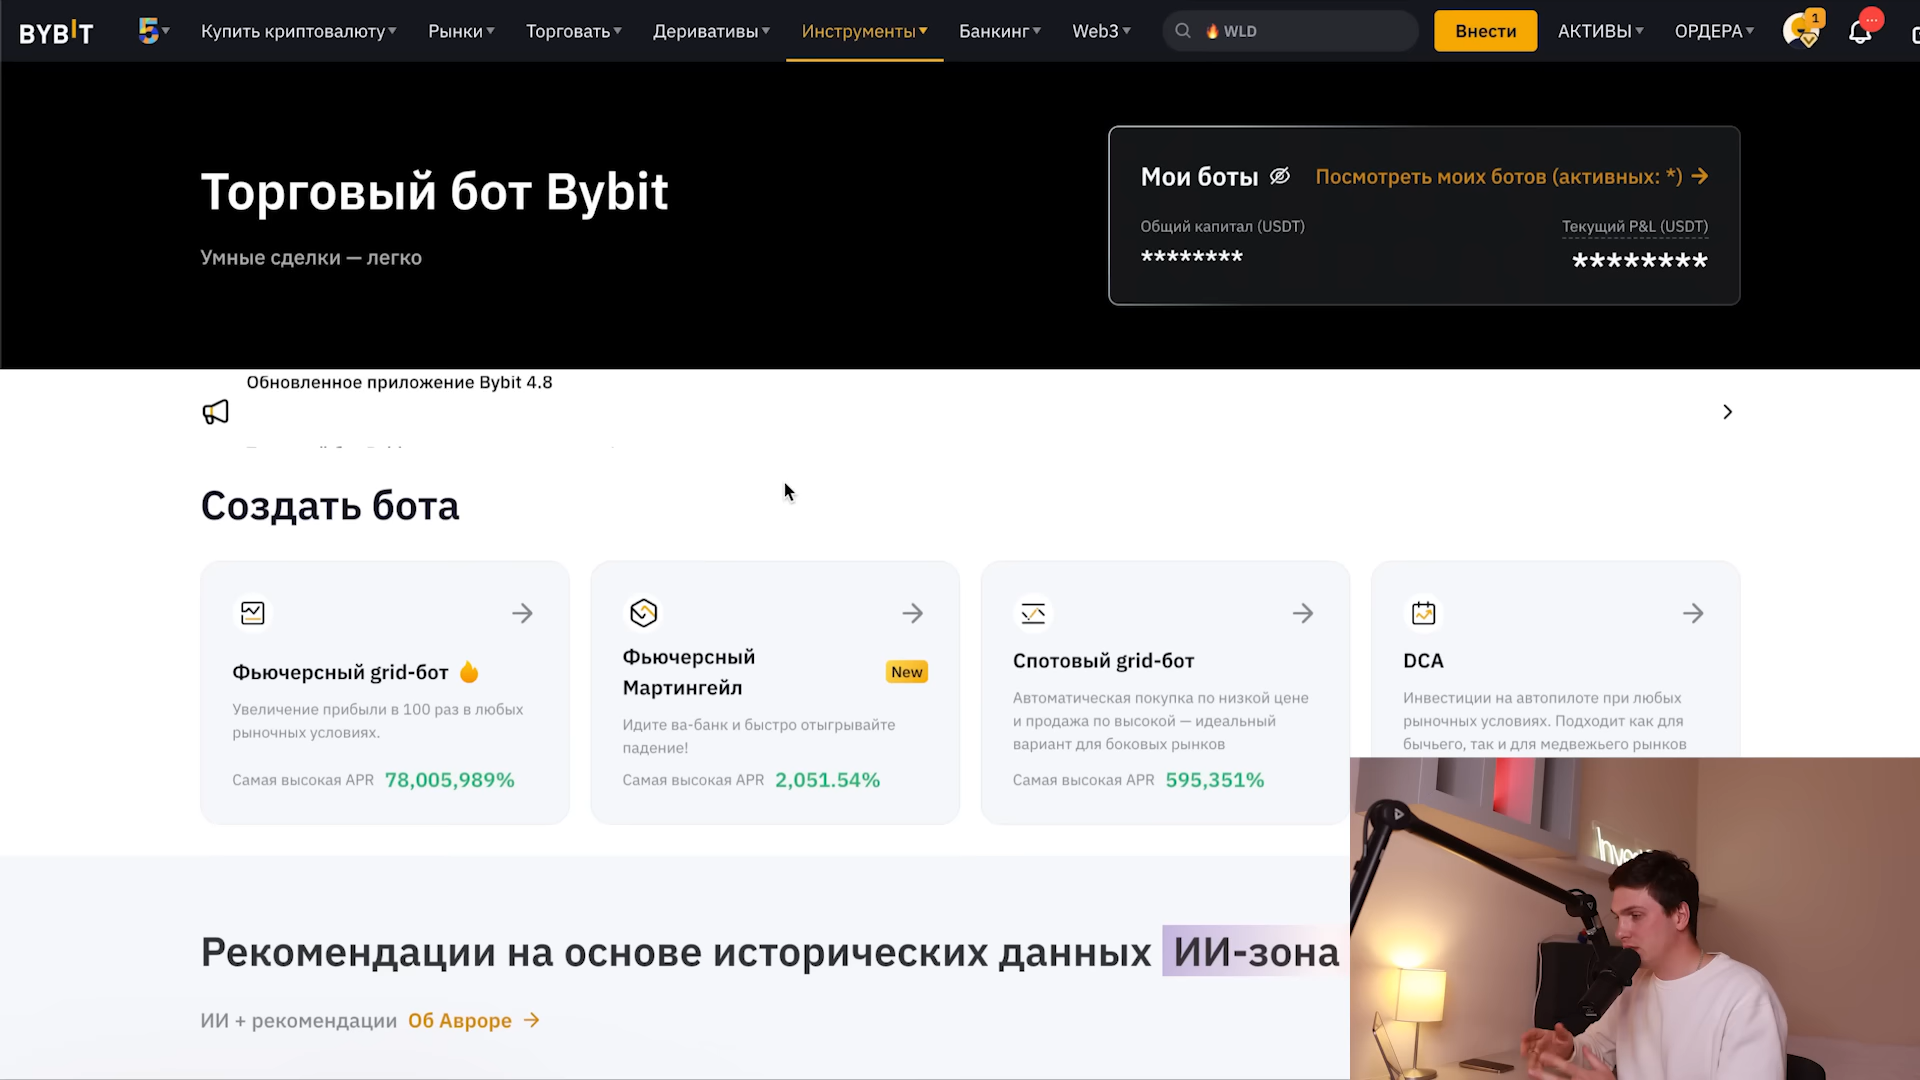 BYBIT
5
Купить криптовалюту
Рынки
Торговать
Деривативы
Инструменты
Банкинг
Web3
WLD
Внести
АКТИВЫ
ОРДЕРА
1
Торговый бот Bybit
Умные сделки — легко
Мои боты
Посмотреть моих ботов (активных: *)
Общий капитал (USDT)
********
Текущий P&L (USDT)
********
Обновленное приложение Bybit 4.8
Создать бота
Фьючерсный grid-бот
Увеличение прибыли в 100 раз в любых
рыночных условиях.
Самая высокая APR 78,005,989%
Фьючерсный
Мартингейл
New
Идите ва-банк и быстро отыгрывайте
падение!
Самая высокая APR 2,051.54%
Спотовый grid-бот
Автоматическая покупка по низкой цене
и продажа по высокой — идеальный
вариант для боковых рынков
Самая высокая APR 595,351%
DCA
Инвестиции на автопилоте при любых
рыночных условиях. Подходит как для
бычьего, так и для медвежьего рынков
Рекомендации на основе исторических данных ИИ-зона
ИИ + рекомендации Об Авроре